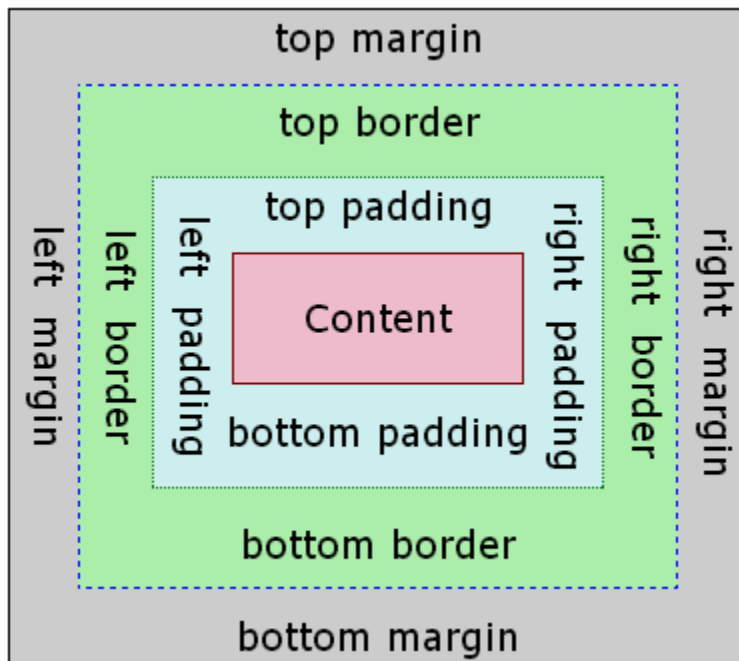 top margin
top border
top padding
left margin
left border
left padding
Content
right padding
right border
right margin
bottom padding
bottom border
bottom margin